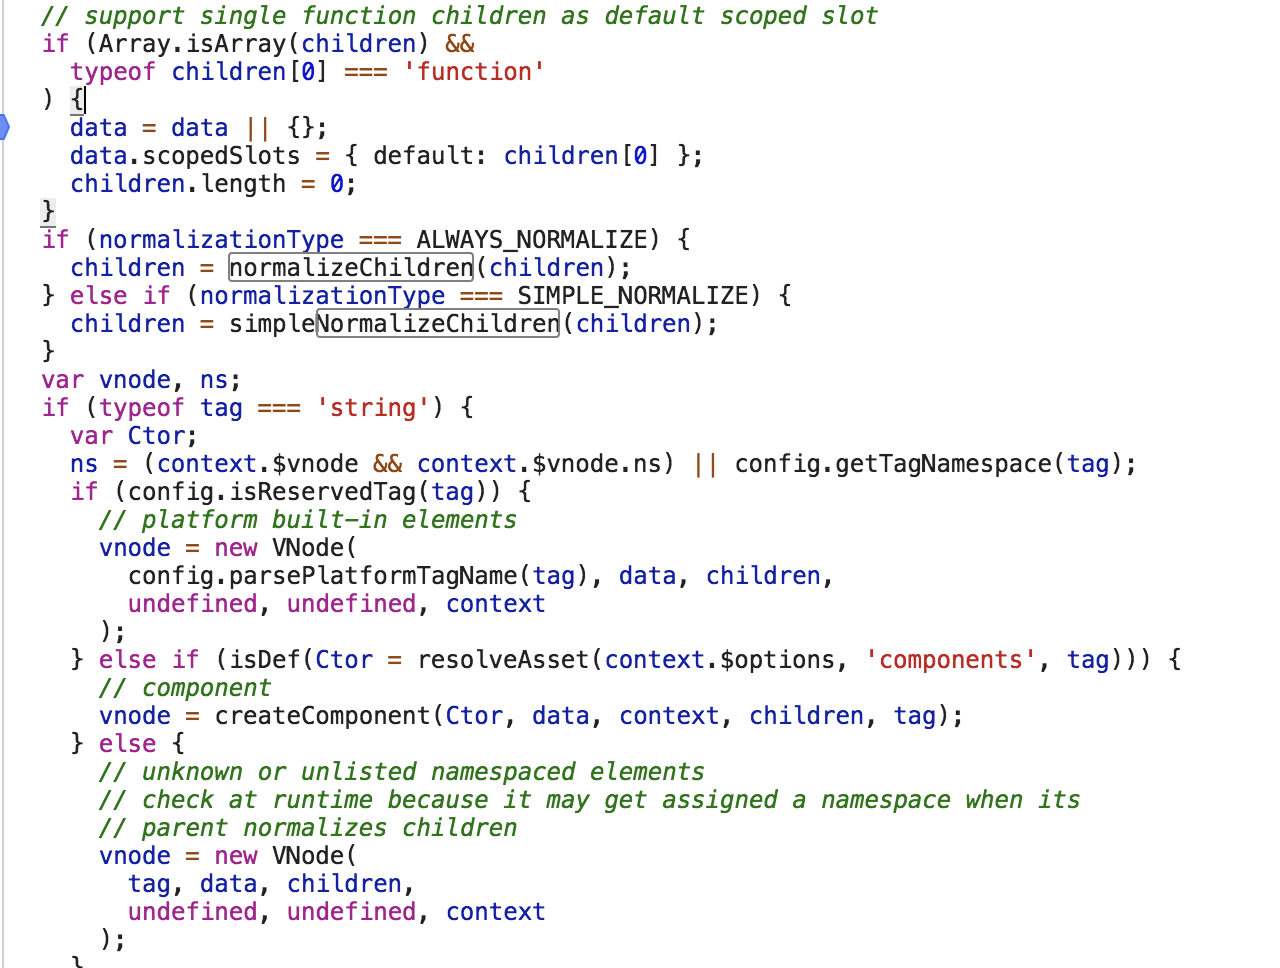 // support single function children as default scoped slot
if (Array.isArray(children) &&
  typeof children[0] === 'function'
) {
  data = data || {};
  data.scopedSlots = { default: children[0] };
  children.length = 0;
}
if (normalizationType === ALWAYS_NORMALIZE) {
  children = normalizeChildren(children);
} else if (normalizationType === SIMPLE_NORMALIZE) {
  children = simpleNormalizeChildren(children);
}
var vnode, ns;
if (typeof tag === 'string') {
  var Ctor;
  ns = (context.$vnode && context.$vnode.ns) || config.getTagNamespace(tag);
  if (config.isReservedTag(tag)) {
    // platform built-in elements
    vnode = new VNode(
      config.parsePlatformTagName(tag), data, children,
      undefined, undefined, context
    );
  } else if (isDef(Ctor = resolveAsset(context.$options, 'components', tag))) {
    // component
    vnode = createComponent(Ctor, data, context, children, tag);
  } else {
    // unknown or unlisted namespaced elements
    // check at runtime because it may get assigned a namespace when its
    // parent normalizes children
    vnode = new VNode(
      tag, data, children,
      undefined, undefined, context
    );
  }